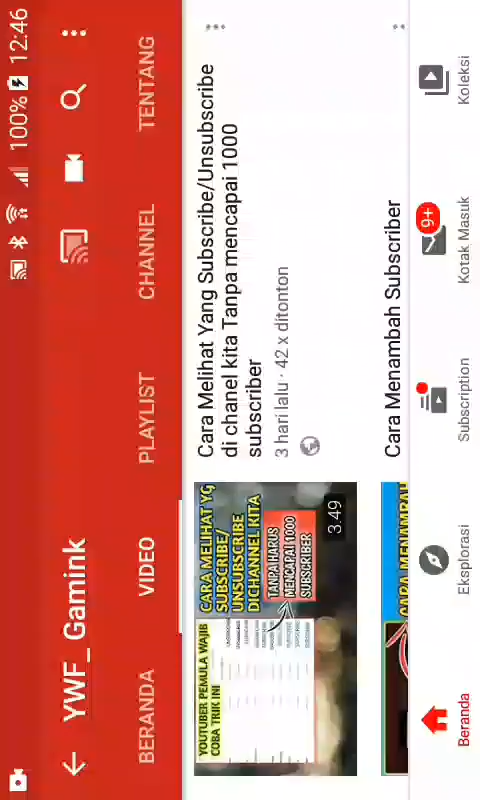 100% 12:46
YWF_Gamink
BERANDA VIDEO PLAYLIST CHANNEL TENTANG
YOUTUBER PEMULA WAJIB
COBA TRIK INI
CARA MELIHAT YG
SUBSCRIBE/
UNSUBSCRIBE
DICHANNEL KITA
TANPA HARUS
MENCAPAI 1000
SUBSCRIBER
3.49
Cara Melihat Yang Subscribe/Unsubscribe
di chanel kita Tanpa mencapai 1000
subscriber
3 hari lalu · 42 x ditonton
CARA MENAMBAH
Cara Menambah Subscriber
9+
Beranda Eksplorasi Subscription Kotak Masuk Koleksi